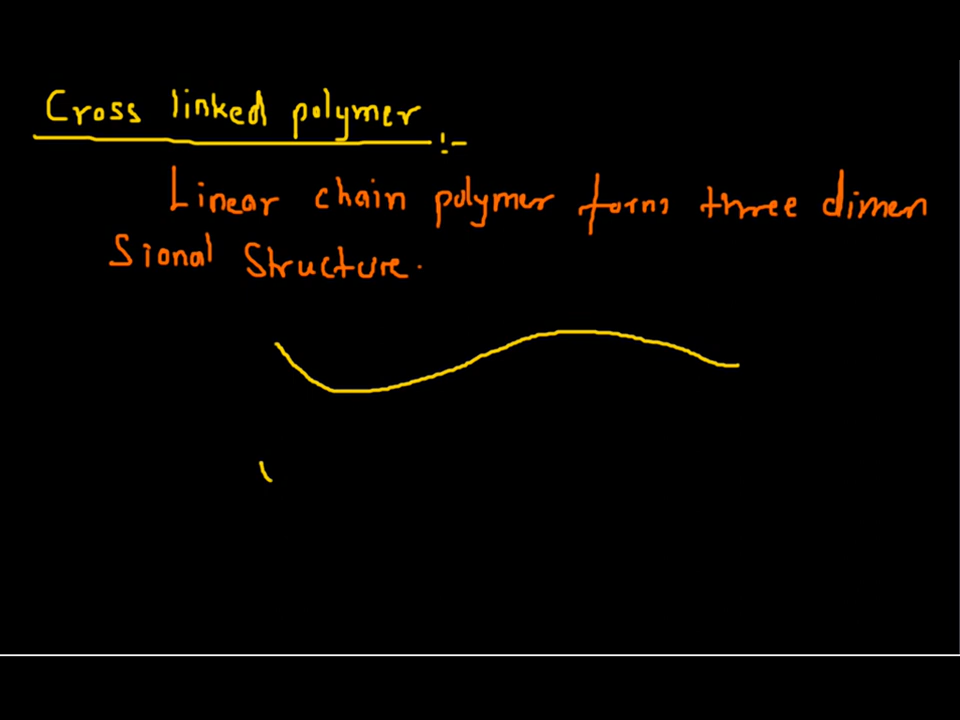 Cross linked polymer :-
Linear chain polymer forms three dimen
sional structure.